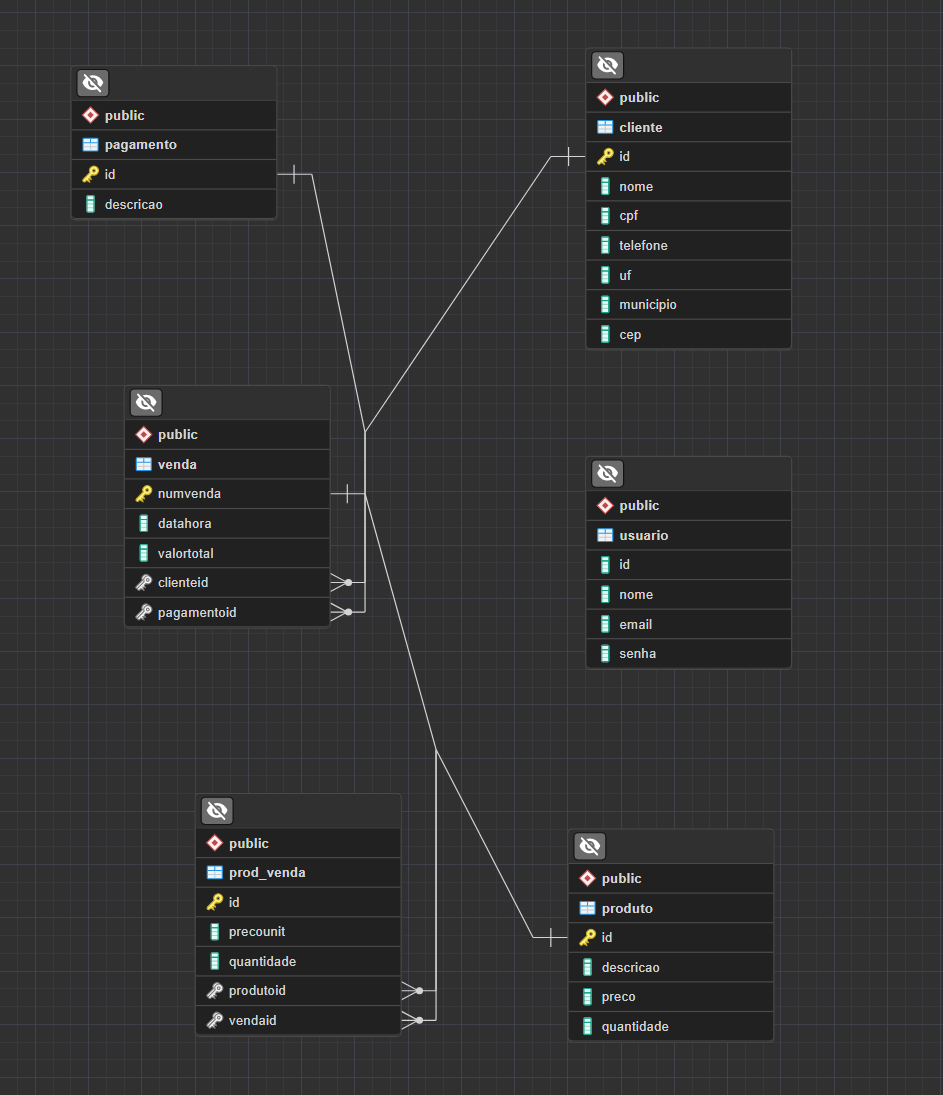 public
pagamento
id
descricao
public
cliente
id
nome
cpf
telefone
uf
municipio
cep
public
venda
numvenda
datahora
valortotal
clienteid
pagamentoid
public
usuario
id
nome
email
senha
public
prod_venda
id
precounit
quantidade
produtoid
vendaid
public
produto
id
descricao
preco
quantidade